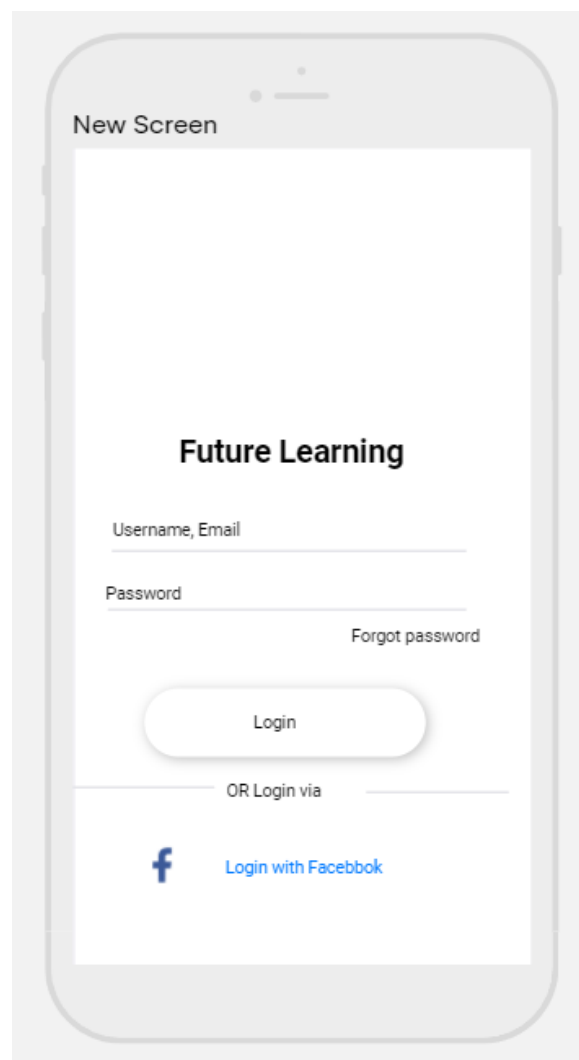 New Screen
Future Learning
Username, Email
Password
Forgot password
Login
OR Login via
Login with Facebbok